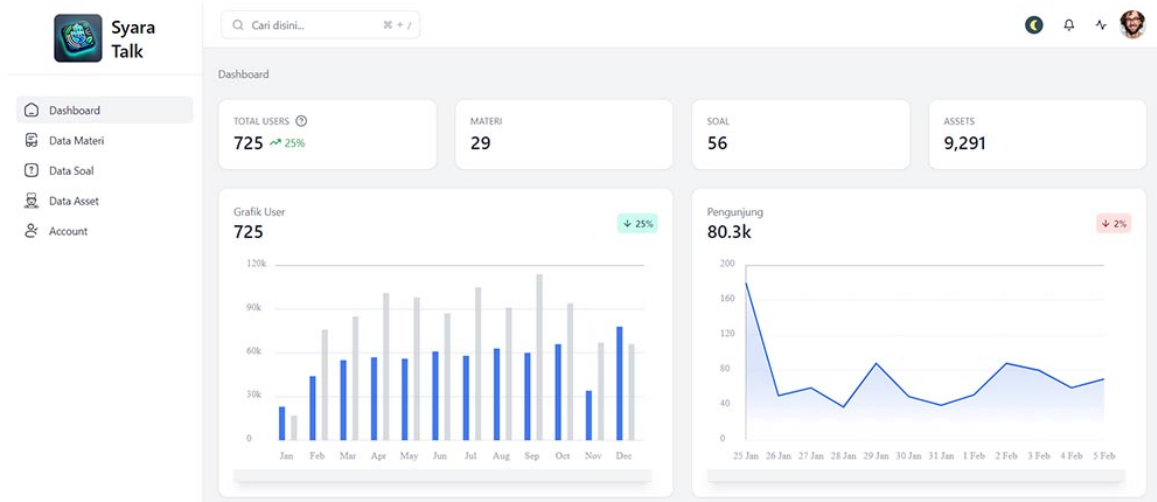 Syara
Talk
Cari disini...
⌘ + /
Dashboard
Data Materi
Data Soal
Data Asset
Account
Dashboard
TOTAL USERS
725 25%
MATERI
29
SOAL
56
ASSETS
9,291
Grafik User
725
↓ 25%
120k
90k
60k
30k
0
Jan Feb Mar Apr May Jun Jul Aug Sep Oct Nov Dec
Pengunjung
80.3k
↓ 2%
200
160
120
80
40
0
25 Jan 26 Jan 27 Jan 28 Jan 29 Jan 30 Jan 31 Jan 1 Feb 2 Feb 3 Feb 4 Feb 5 Feb